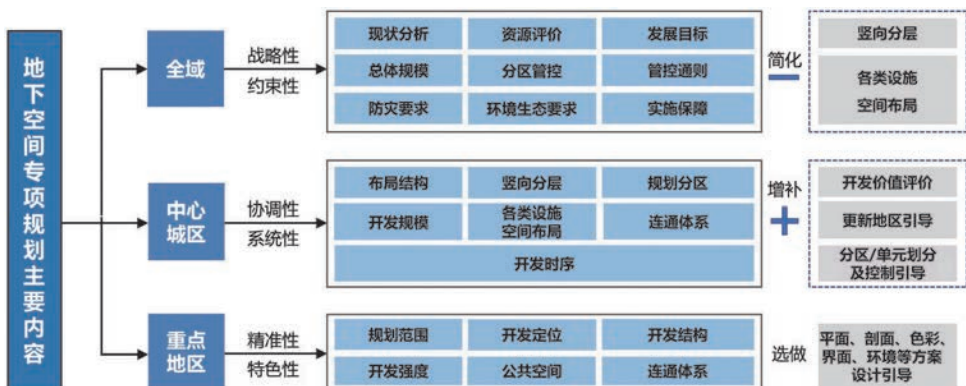 地下空间专项规划主要内容
全域
战略性
约束性
现状分析
资源评价
发展目标
总体规模
分区管控
管控通则
防灾要求
环境生态要求
实施保障
简化
竖向分层
各类设施
空间布局
中心
城区
协调性
系统性
布局结构
竖向分层
规划分区
开发规模
各类设施
空间布局
连通体系
开发时序
增补
开发价值评价
更新地区引导
分区/单元划分
及控制引导
重点
地区
精准性
特色性
规划范围
开发定位
开发结构
开发强度
公共空间
连通体系
选做
平面、剖面、色彩、
界面、环境等方案
设计引导